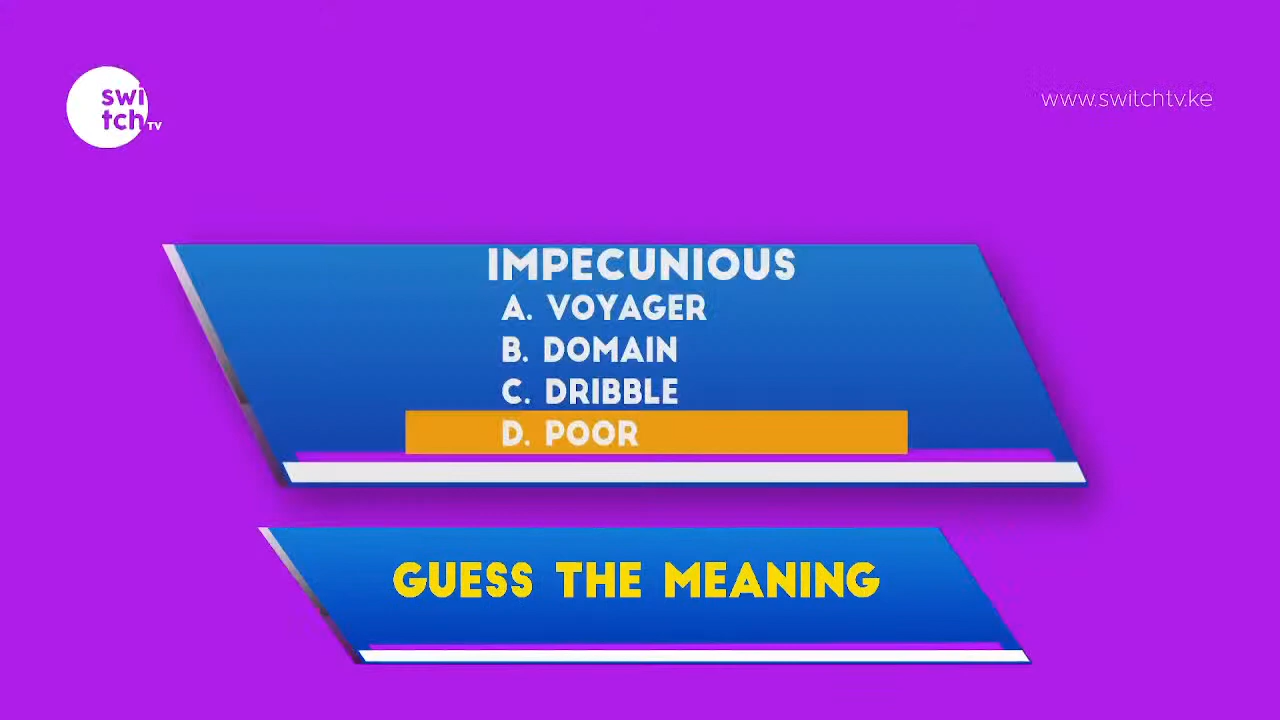 swi
tch TV
www.switchtv.ke
IMPECUNIOUS
A. VOYAGER
B. DOMAIN
C. DRIBBLE
D. POOR
GUESS THE MEANING